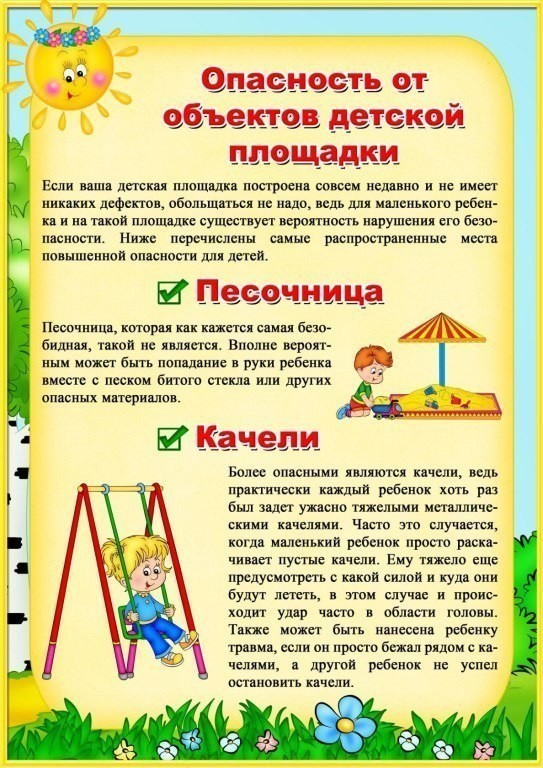 Опасность от
объектов детской
площадки
Если ваша детская площадка построена совсем недавно и не имеет
никаких дефектов, обольщаться не надо, ведь для маленького ребен-
ка и на такой площадке существует вероятность нарушения его безо-
пасности. Ниже перечислены самые распространенные места
повышенной опасности для детей.
Песочница
Песочница, которая как кажется самая безо-
бидная, такой не является. Вполне вероят-
ным может быть попадание в руки ребенка
вместе с песком битого стекла или других
опасных материалов.
Качели
Более опасными являются качели, ведь
практически каждый ребенок хоть раз
был задет ужасно тяжелыми металличе-
скими качелями. Часто это случается,
когда маленький ребенок просто раска-
чивает пустые качели. Ему тяжело еще
предусмотреть с какой силой и куда они
будут лететь, в этом случае и проис-
ходит удар часто в области головы.
Также может быть нанесена ребенку
травма, если он просто бежал рядом с ка-
челями, а другой ребенок не успел
остановить качели.